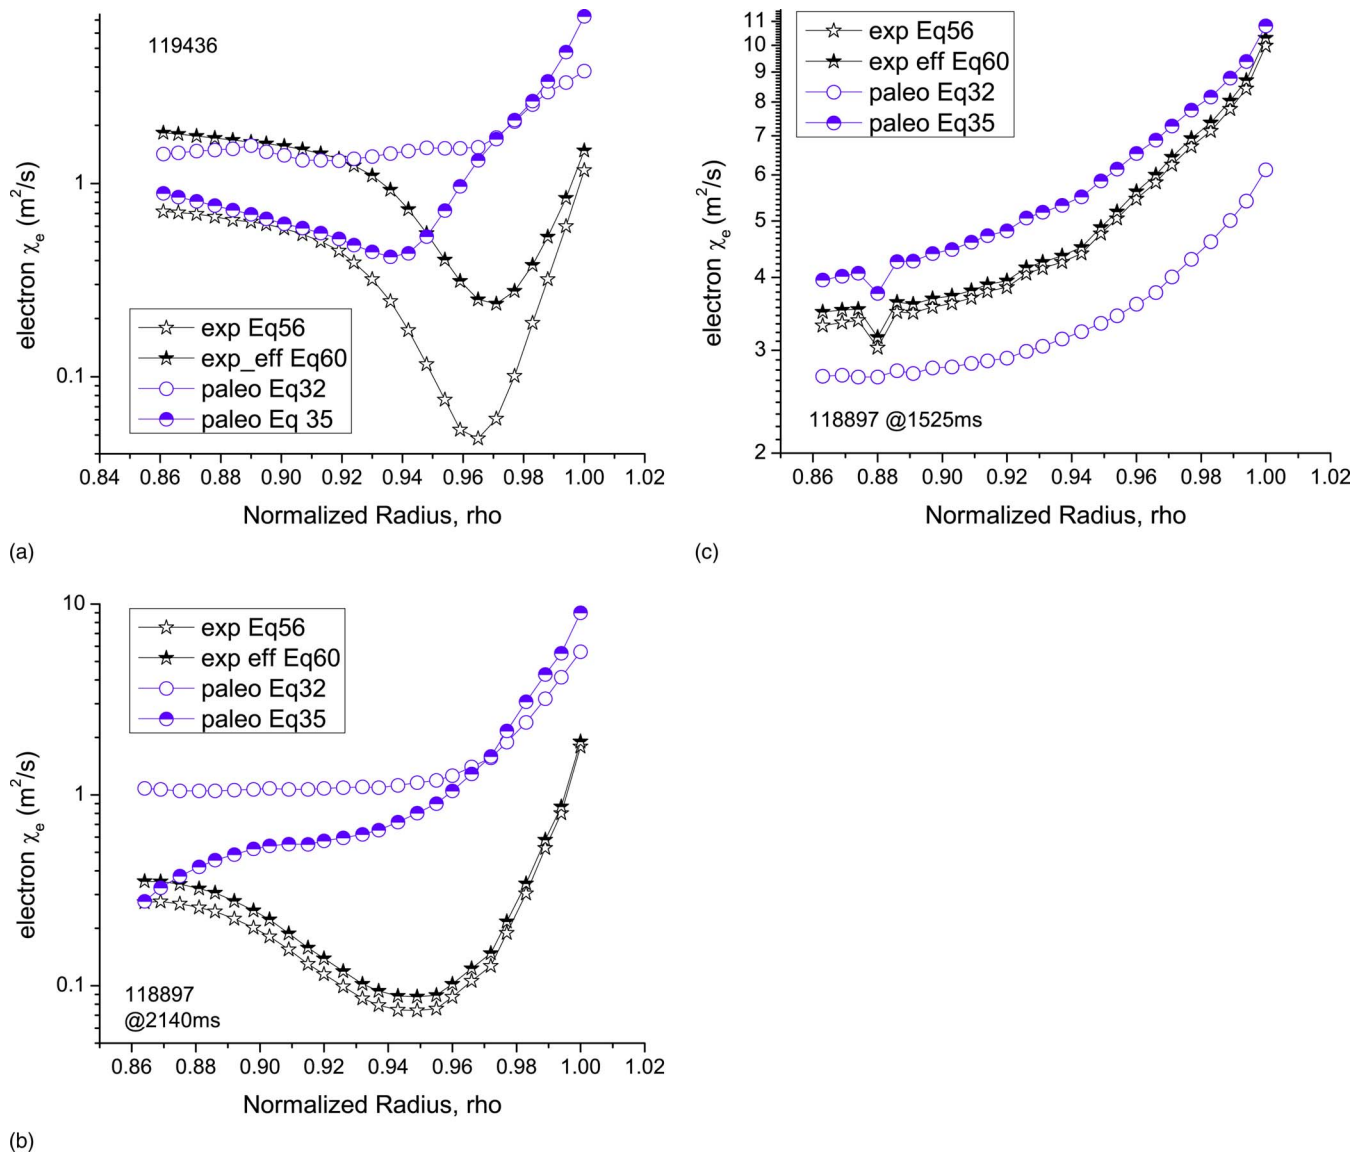 119436
1
0.1
electron χe (m²/s)
exp Eq56
exp_eff Eq60
paleo Eq32
paleo Eq 35
0.84 0.86 0.88 0.90 0.92 0.94 0.96 0.98 1.00 1.02
Normalized Radius, rho
(a)
11
10
9
8
7
6
5
4
3
2
electron χe (m²/s)
exp Eq56
exp eff Eq60
paleo Eq32
paleo Eq35
118897 @1525ms
0.86 0.88 0.90 0.92 0.94 0.96 0.98 1.00 1.02
Normalized Radius, rho
(c)
10
1
0.1
electron χe (m²/s)
exp Eq56
exp eff Eq60
paleo Eq32
paleo Eq35
118897
@2140ms
0.86 0.88 0.90 0.92 0.94 0.96 0.98 1.00 1.02
Normalized Radius, rho
(b)